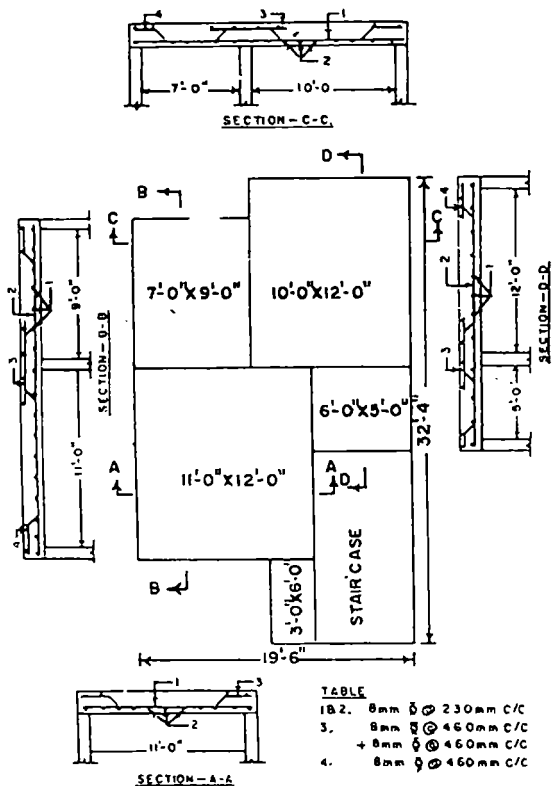 4 3 1
2
7'-0" 10'-0
SECTION-C-C.
D
B
C C
7'-0"X9'-0" 10'-0"X12'-0"
4
2 1
3
12'-0"
5'-0"
SECTION-D-D
2 1
3
4
9'-0"
11'-0"
SECTION-B-B
6'-0"X5'-0"
32'-4"
A A
11'-0"X12'-0"
D
B
3'-0X6'-0"
STAIRCASE
19'-6"
1 3
2
11'-0"
SECTION-A-A
TABLE
1&2. 8mm Φ @ 230mm C/C
3. 8mm Φ @ 460mm C/C
+ 8mm Φ @ 460mm C/C
4. 8mm Φ @ 460mm C/C